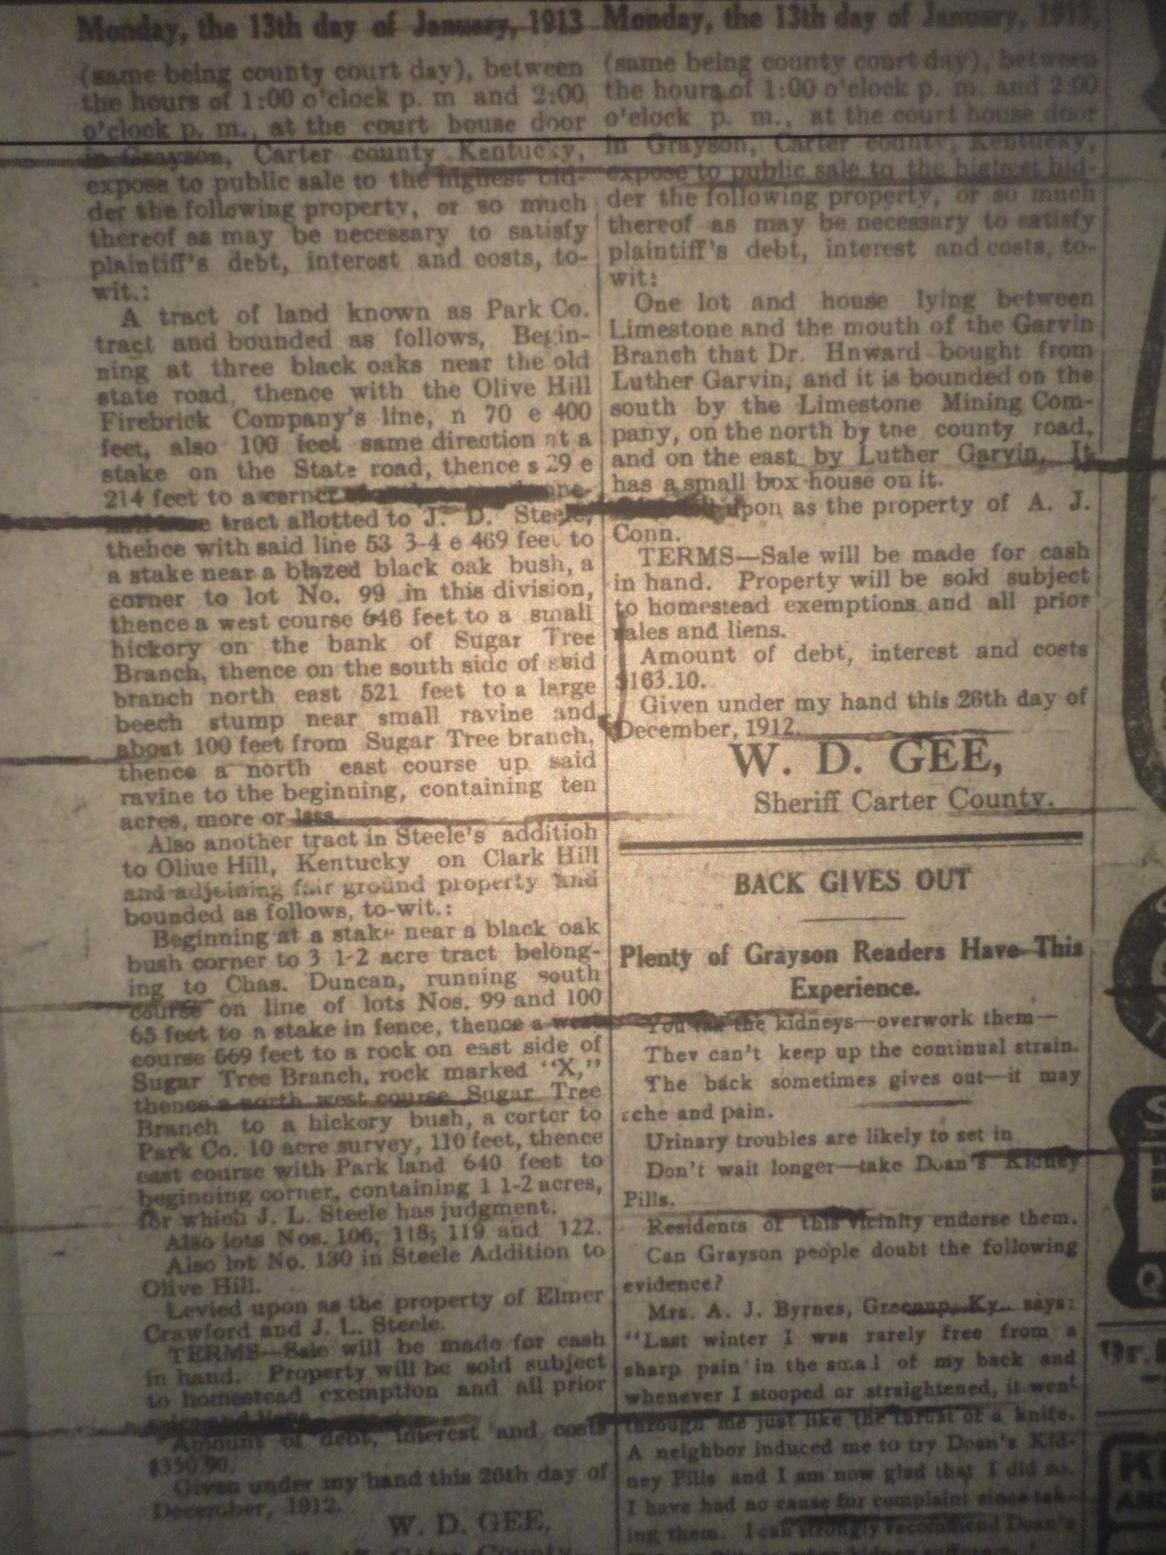 Monday, the 13th day of January, 1913
(same being county court day), between
the hours of 1:00 o'clock p. m and 2:00
o'clock p. m., at the court bouse door
in Grayson, Carter county Kentucky,
expose to public sale to the highest bid-
der the following property, or so much
thereof as may be necessary to satisfy
plaintiff's debt, interost and costs, to-
wit.:
A tract of land known as Park Co.
tract and bounded as follows, Begin-
ning at three black oaks near the old
state road, thence with the Olive Hill
Firebrick Company's line, n 70 e 400
feet, also 100 feet same direction at a
stake on the State road, thence s 29 e
214 feet to a corner
tract allotted to J. D. Steele,
thehce with said line 53 3-4 e 469 feet to
a stake near a blazed black oak bush, a
corner to lot No. 99 in this division,
thence a west course 646 feet to a small
hickory on the bank of Sugar Tree
Branch, thence on the south side of said
branch north east 521 feet to a large
beech stump near small ravine and
about 100 feet from Sugar Tree branch,
thence a north east course up said
ravine to the beginning, containing ten
acres, more or less.
Also another tract in Steele's additioh
to Oliue Hill, Kentucky on Clark Hill
and adjoining fair ground property and
bounded as follows, to-wit.:
Beginning at a stake near a black oak
bush corner to 3 1-2 acre tract belong-
ing to Chas. Duncan, running south
course on line of lots Nos. 99 and 100
65 feet to a stake in fence, thence a west
course 669 feet to a rock on east side of
Sugar Tree Branch, rock marked "X,"
thence a north west course Sugar Tree
Branch to a hickory bush, a corter to
Park Co. 10 acre survey, 110 feet, thence
east course with Park land 640 feet to
beginning corner, containing 1 1-2 acres,
for which J. L. Steele has judgment.
Also lots Nos. 106, 118; 119 and 122.
Also lot No. 130 in Steele Addition to
Olive Hill.
Levied upon as the property of Elmer
Crawford and J. L. Steele.
TERMS—Sale will be made for cash
in hand. Property will be sold subject
to homestead exemption and all prior
sales and liens.
Amount of debt, interest and costs
$350.90.
Given under my hand this 26th day of
December, 1912.
W. D. GEE,
Sheriff Carter County.
Monday, the 13th day of January, 1913,
(same being county court day), between
the hours of 1:00 o'clock p. m. and 2:00
o'clock p. m., at the court house door
in Grayson, Carter county, Kentucky,
expose to public sale to the highest bid-
der the following property, or so much
thereof as may be necessary to satisfy
plaintiff's debt, interest and costs, to-
wit:
One lot and house lying between
Limestone and the mouth of the Garvin
Branch that Dr. Hnward bought from
Luther Garvin, and it is bounded on the
south by the Limestone Mining Com-
pany, on the north by tne county road,
and on the east by Luther Garvin, It
has a small box house on it.
upon as the property of A. J.
Conn.
TERMS—Sale will be made for cash
in hand. Property will be sold subject
to homestead exemptions and all prior
sales and liens.
Amount of debt, interest and costs
$163.10.
Given under my hand this 26th day of
December, 1912.
W. D. GEE,
Sheriff Carter County.
BACK GIVES OUT
Plenty of Grayson Readers Have This
Experience.
You tax the kidneys—overwork them—
Thev can't keep up the continual strain.
The back sometimes gives out—it may
ache and pain.
Urinary troubles are likely to set in
Don't wait longer—take Doan's Kidney
Pills.
Residents of this vicinity endorse them.
Can Grayson people doubt the following
evidence?
Mrs. A. J. Byrnes, Greenup, Ky., says:
"Last winter I was rarely free from a
sharp pain in the smal of my back and
whenever I stooped or straightened, it went
through me just like the thrust of a knife.
A neighbor induced me to try Doan's Kid-
ney Pills and I am now glad that I did so.
I have had no cause for complaint since tak-
ing them. I can strongly recommend Doan's